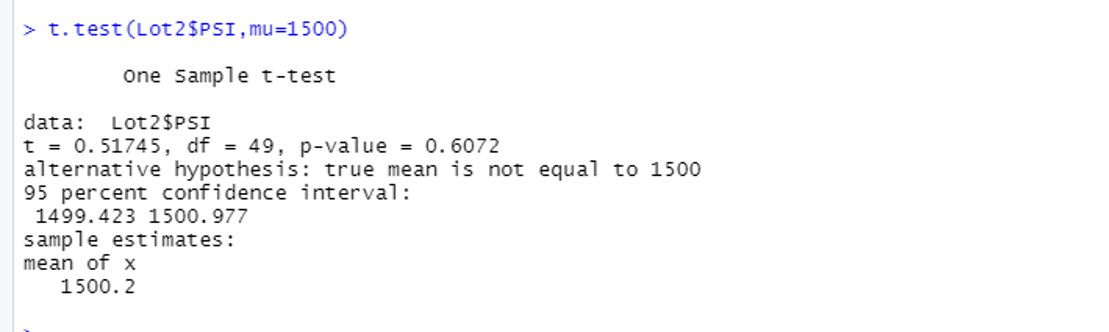 > t.test(Lot2$PSI,mu=1500)
One Sample t-test
data:  Lot2$PSI
t = 0.51745, df = 49, p-value = 0.6072
alternative hypothesis: true mean is not equal to 1500
95 percent confidence interval:
1499.423 1500.977
sample estimates:
mean of x
1500.2